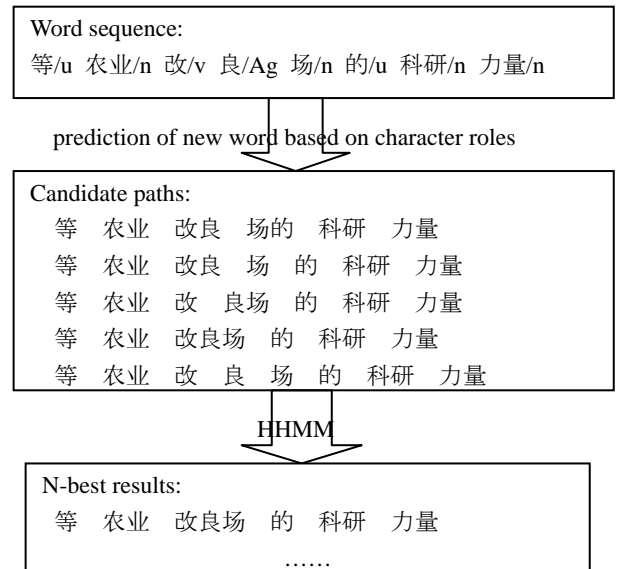 Word sequence:
等/u 农业/n 改/v 良/Ag 场/n 的/u 科研/n 力量/n
prediction of new word based on character roles
Candidate paths:
等 农业 改良 场的 科研 力量
等 农业 改良 场 的 科研 力量
等 农业 改 良场 的 科研 力量
等 农业 改良场 的 科研 力量
等 农业 改 良 场 的 科研 力量
HHMM
N-best results:
等 农业 改良场 的 科研 力量
……